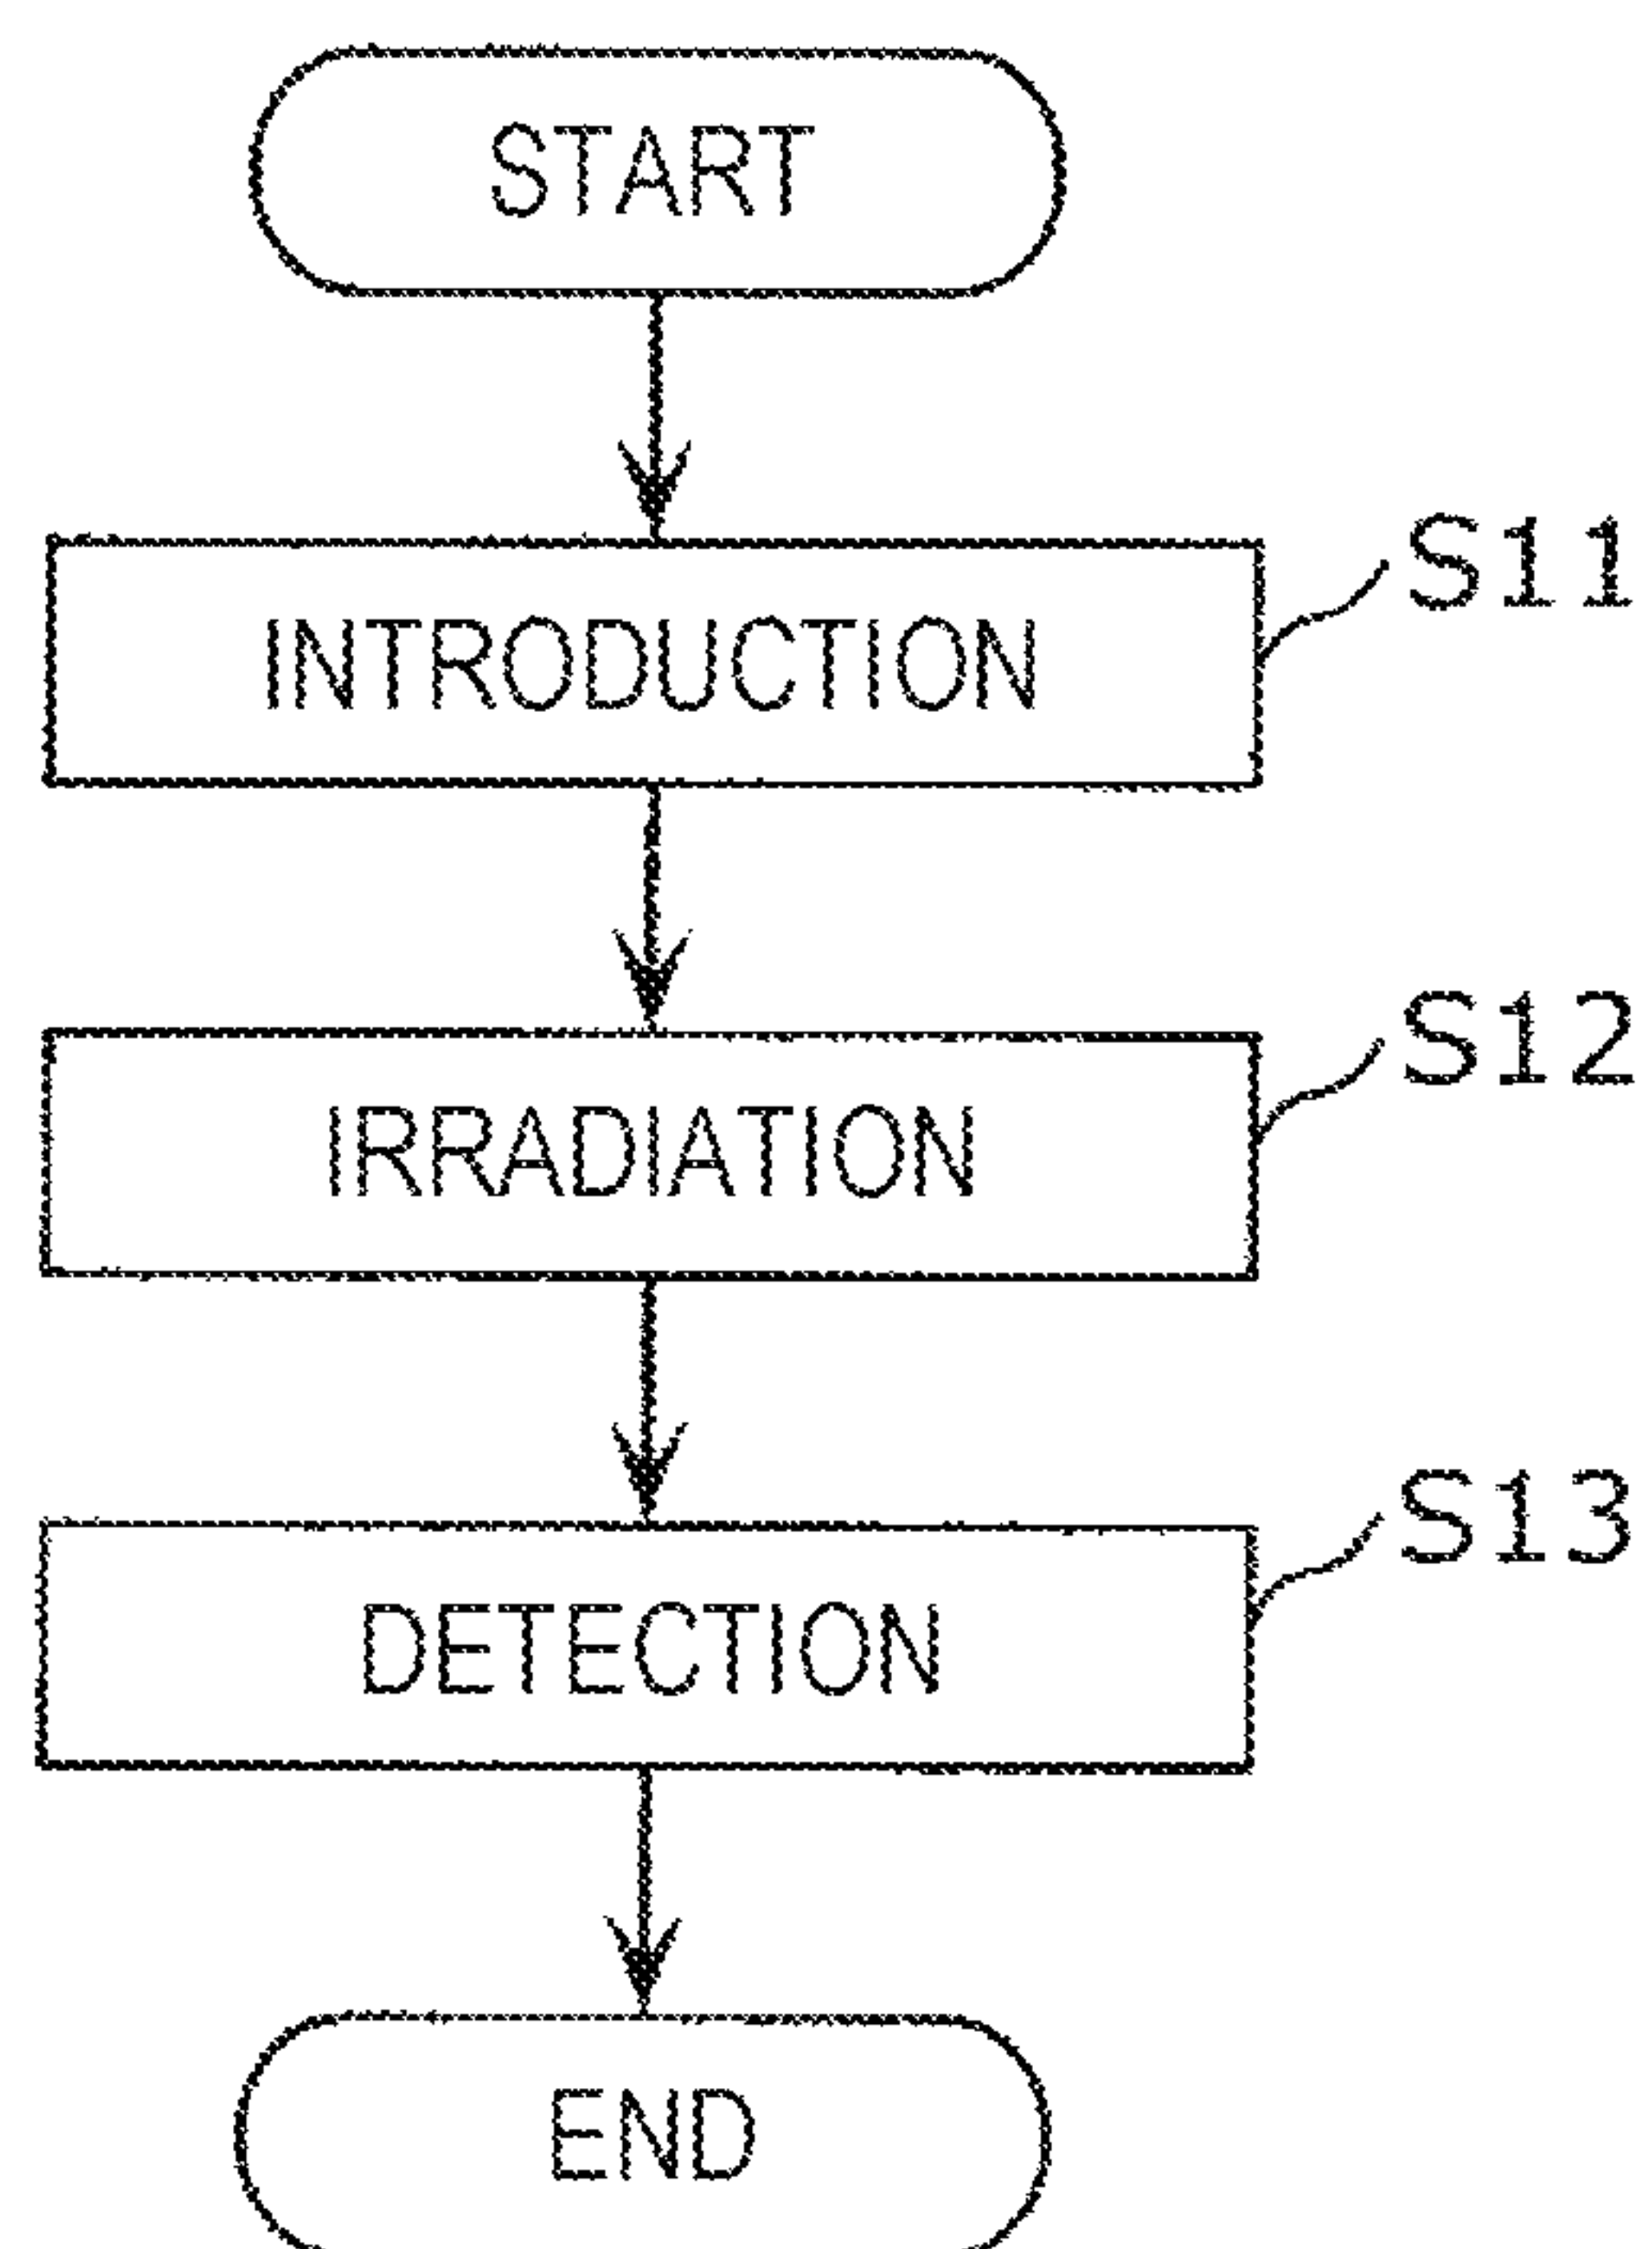 START
INTRODUCTION
S11
IRRADIATION
S12
DETECTION
S13
END